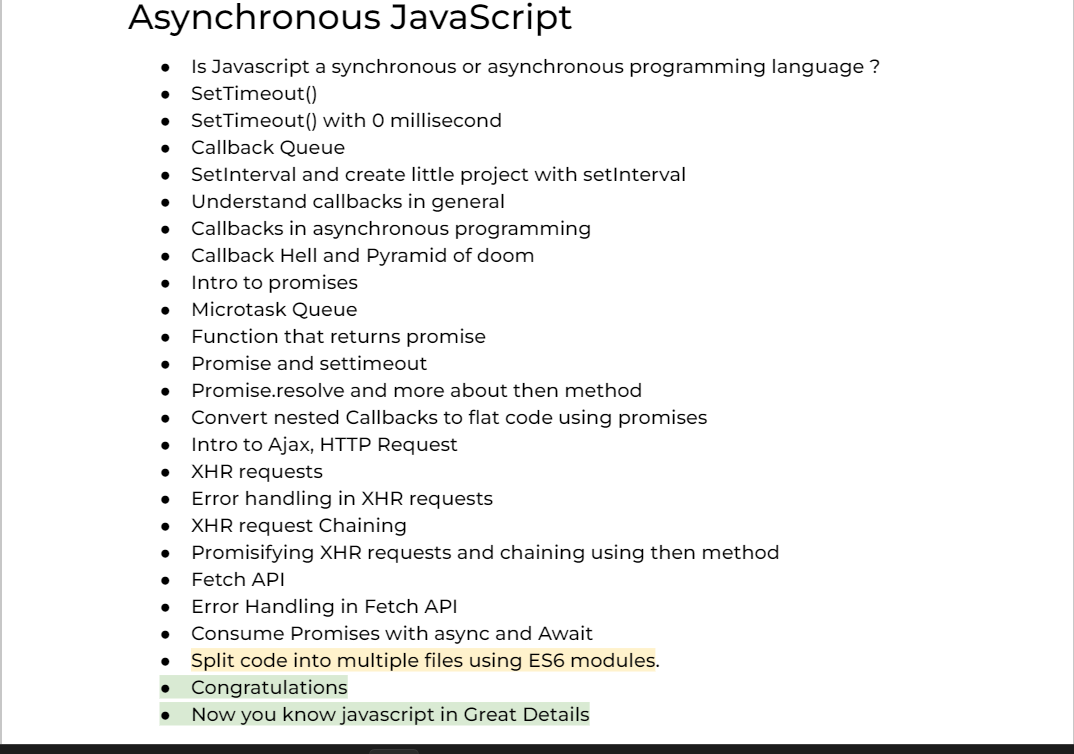 Asynchronous JavaScript
● Is Javascript a synchronous or asynchronous programming language ?
● SetTimeout()
● SetTimeout() with 0 millisecond
● Callback Queue
● SetInterval and create little project with setInterval
● Understand callbacks in general
● Callbacks in asynchronous programming
● Callback Hell and Pyramid of doom
● Intro to promises
● Microtask Queue
● Function that returns promise
● Promise and settimeout
● Promise.resolve and more about then method
● Convert nested Callbacks to flat code using promises
● Intro to Ajax, HTTP Request
● XHR requests
● Error handling in XHR requests
● XHR request Chaining
● Promisifying XHR requests and chaining using then method
● Fetch API
● Error Handling in Fetch API
● Consume Promises with async and Await
● Split code into multiple files using ES6 modules.
● Congratulations
● Now you know javascript in Great Details